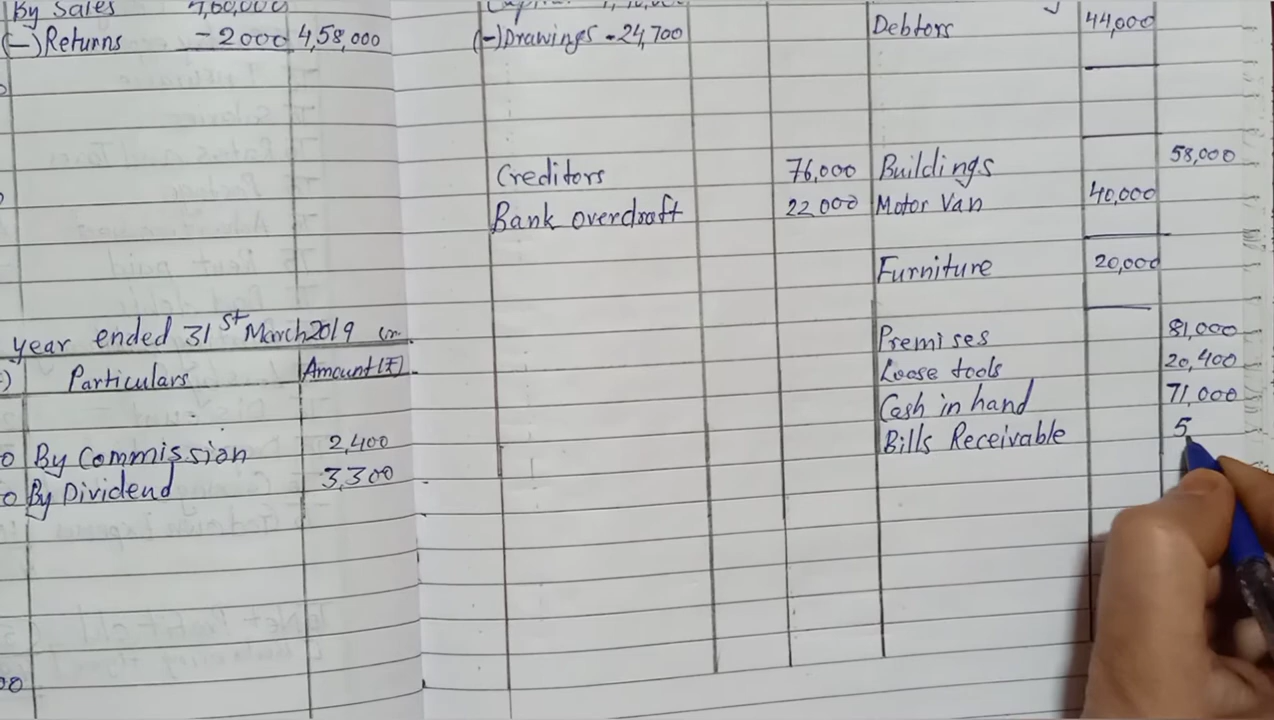 By Sales 4,60,000
(-) Returns - 2000 4,58,000
year ended 31st March 2019
Particulars Amount(₹)
By Commission 2,400
By Dividend 3,300
(-) Drawings - 24,700
Creditors 76,000
Bank overdraft 22000
Debtors 44,000
Buildings 58,000
Motor Van 40,000
Furniture 20,000
Premises 81,000
Loose tools 20,400
Cash in hand 71,000
Bills Receivable 5